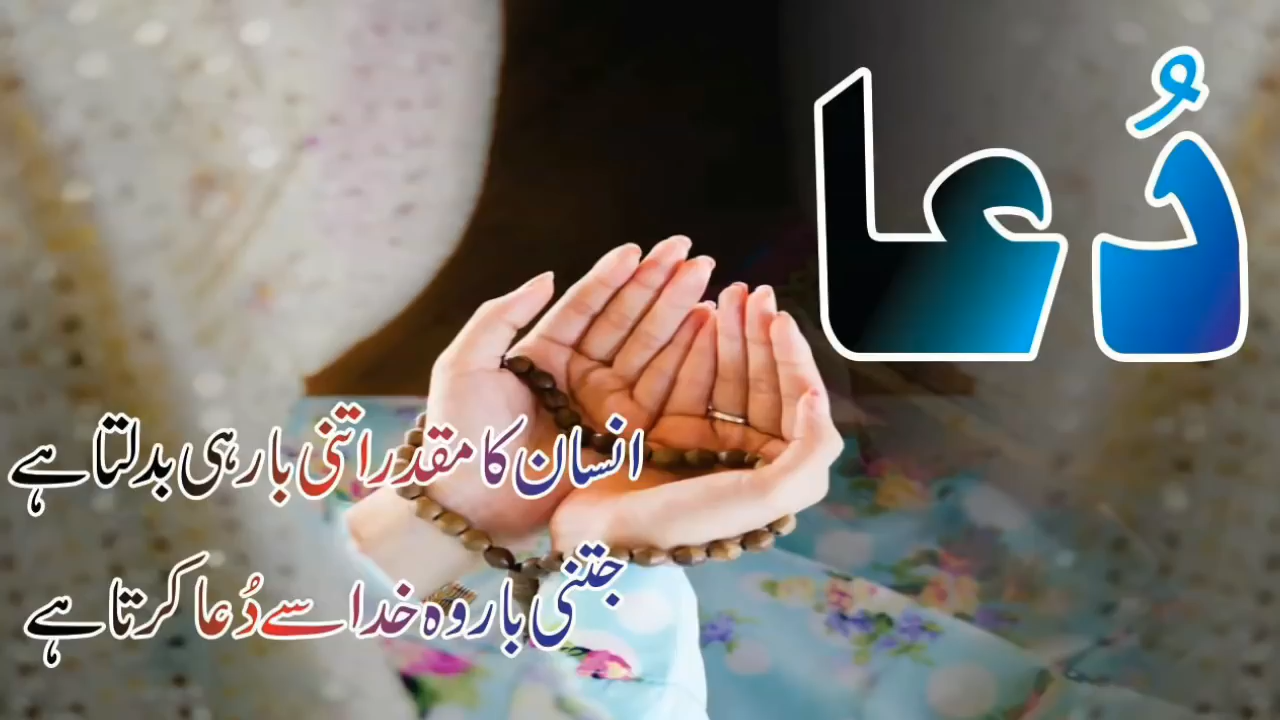 دُعا
انسان کا مقدر اتنی بار ہی بدلتا ہے
جتنی بار وہ خدا سے دُعا کرتا ہے